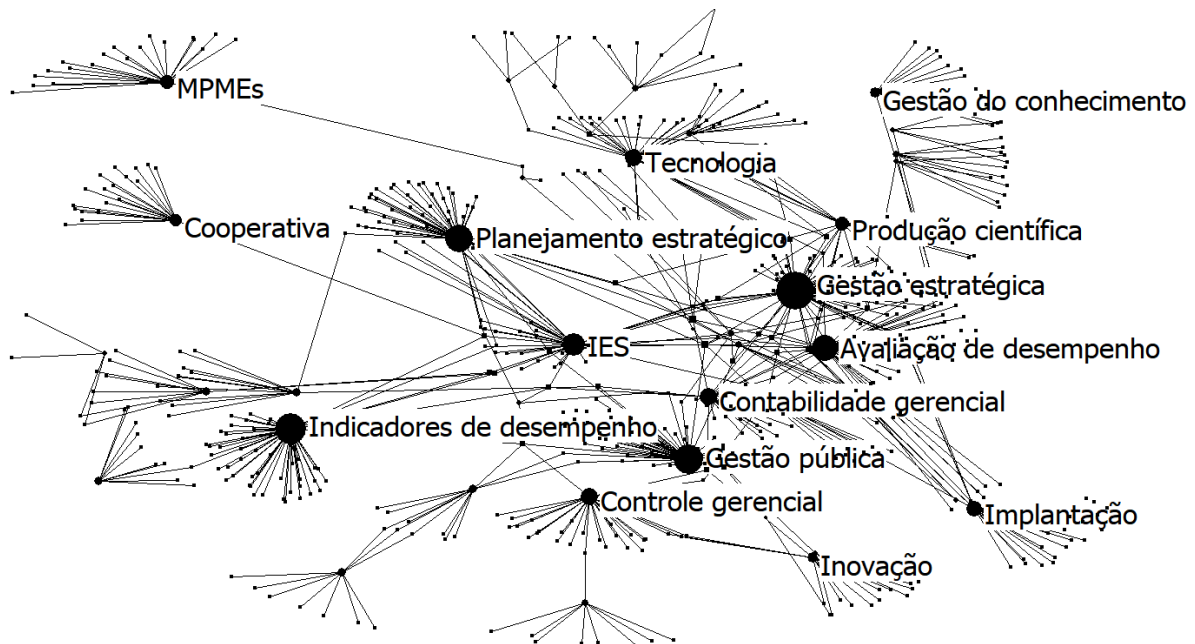 MPMEs
Gestão do conhecimento
Tecnologia
Cooperativa
Planejamento estratégico
Produção científica
Gestão estratégica
IES
Avaliação de desempenho
Contabilidade gerencial
Indicadores de desempenho
Gestão pública
Controle gerencial
Implantação
Inovação